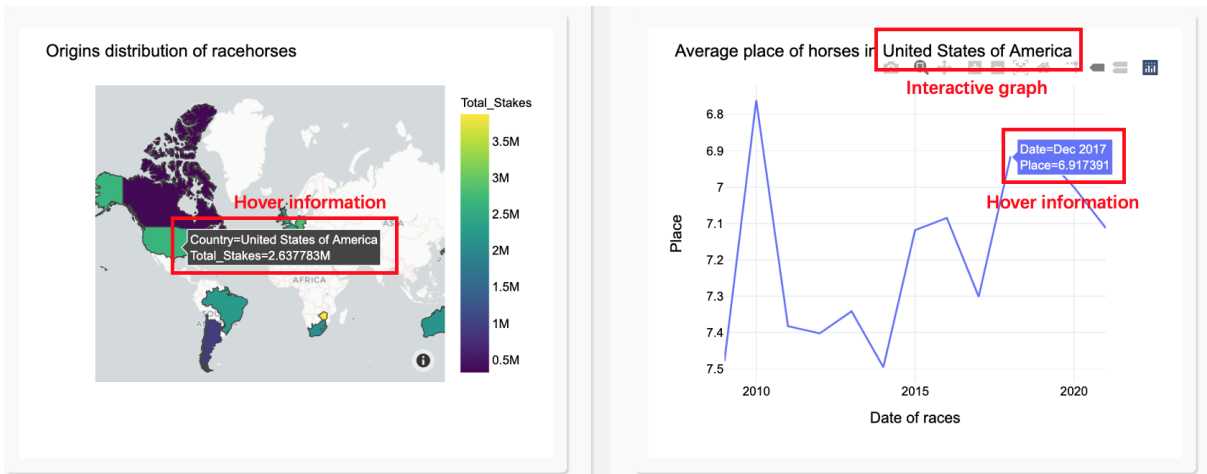 Origins distribution of racehorses
Total_Stakes
3.5M
3M
2.5M
2M
1.5M
1M
0.5M
Hover information
ASIA
Country=United States of America
Total_Stakes=2.637783M
AFRICA
Average place of horses in United States of America
Interactive graph
6.8
6.9
7
7.1
7.2
7.3
7.4
7.5
Place
Date=Dec 2017
Place=6.917391
Hover information
2010
2015
2020
Date of races